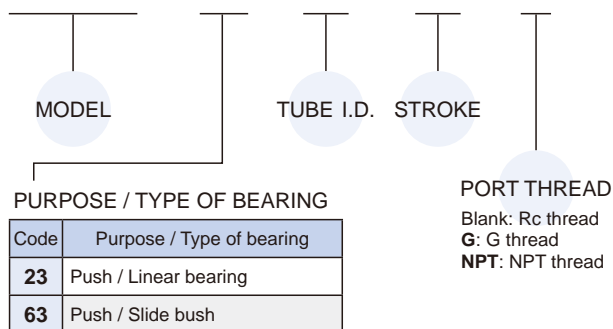 MODEL
TUBE I.D.
STROKE
PURPOSE / TYPE OF BEARING
Code Purpose / Type of bearing
23 Push / Linear bearing
63 Push / Slide bush
PORT THREAD
Blank: Rc thread
G: G thread
NPT: NPT thread